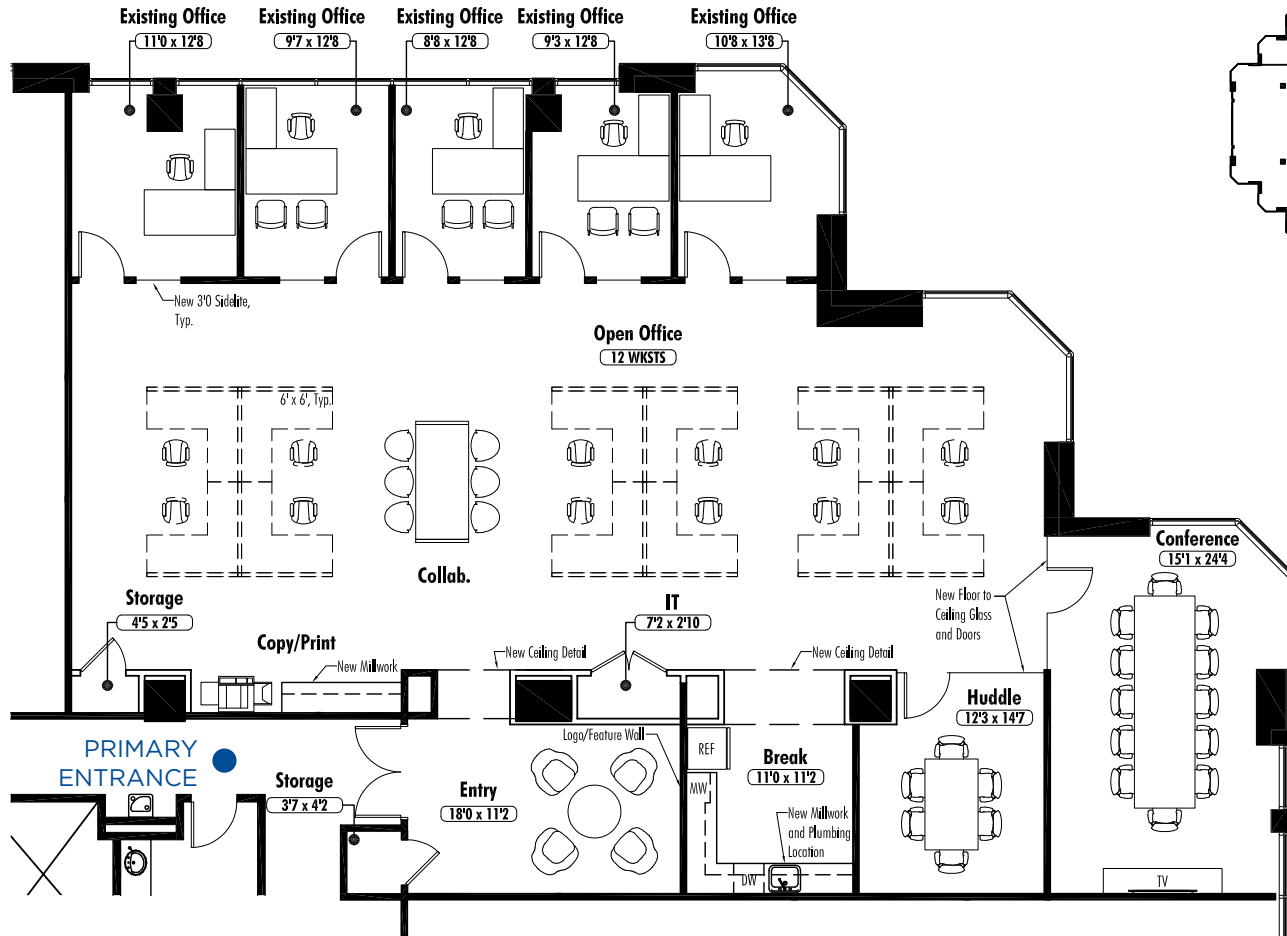 Existing Office
11'0 x 12'8
Existing Office
9'7 x 12'8
Existing Office
8'8 x 12'8
Existing Office
9'3 x 12'8
Existing Office
10'8 x 13'8
New 3'0 Sidelite,
Typ.
Open Office
12 WKSTS
6' x 6', Typ.
Collab.
Conference
15'1 x 24'4
New Floor to
Ceiling Glass
and Doors
Storage
4'5 x 2'5
Copy/Print
New Millwork
IT
7'2 x 2'10
New Ceiling Detail
New Ceiling Detail
Huddle
12'3 x 14'7
PRIMARY
ENTRANCE
Storage
3'7 x 4'2
Entry
18'0 x 11'2
Logo/Feature Wall
REF
MW
Break
11'0 x 11'2
New Millwork
and Plumbing
Location
DW
TV